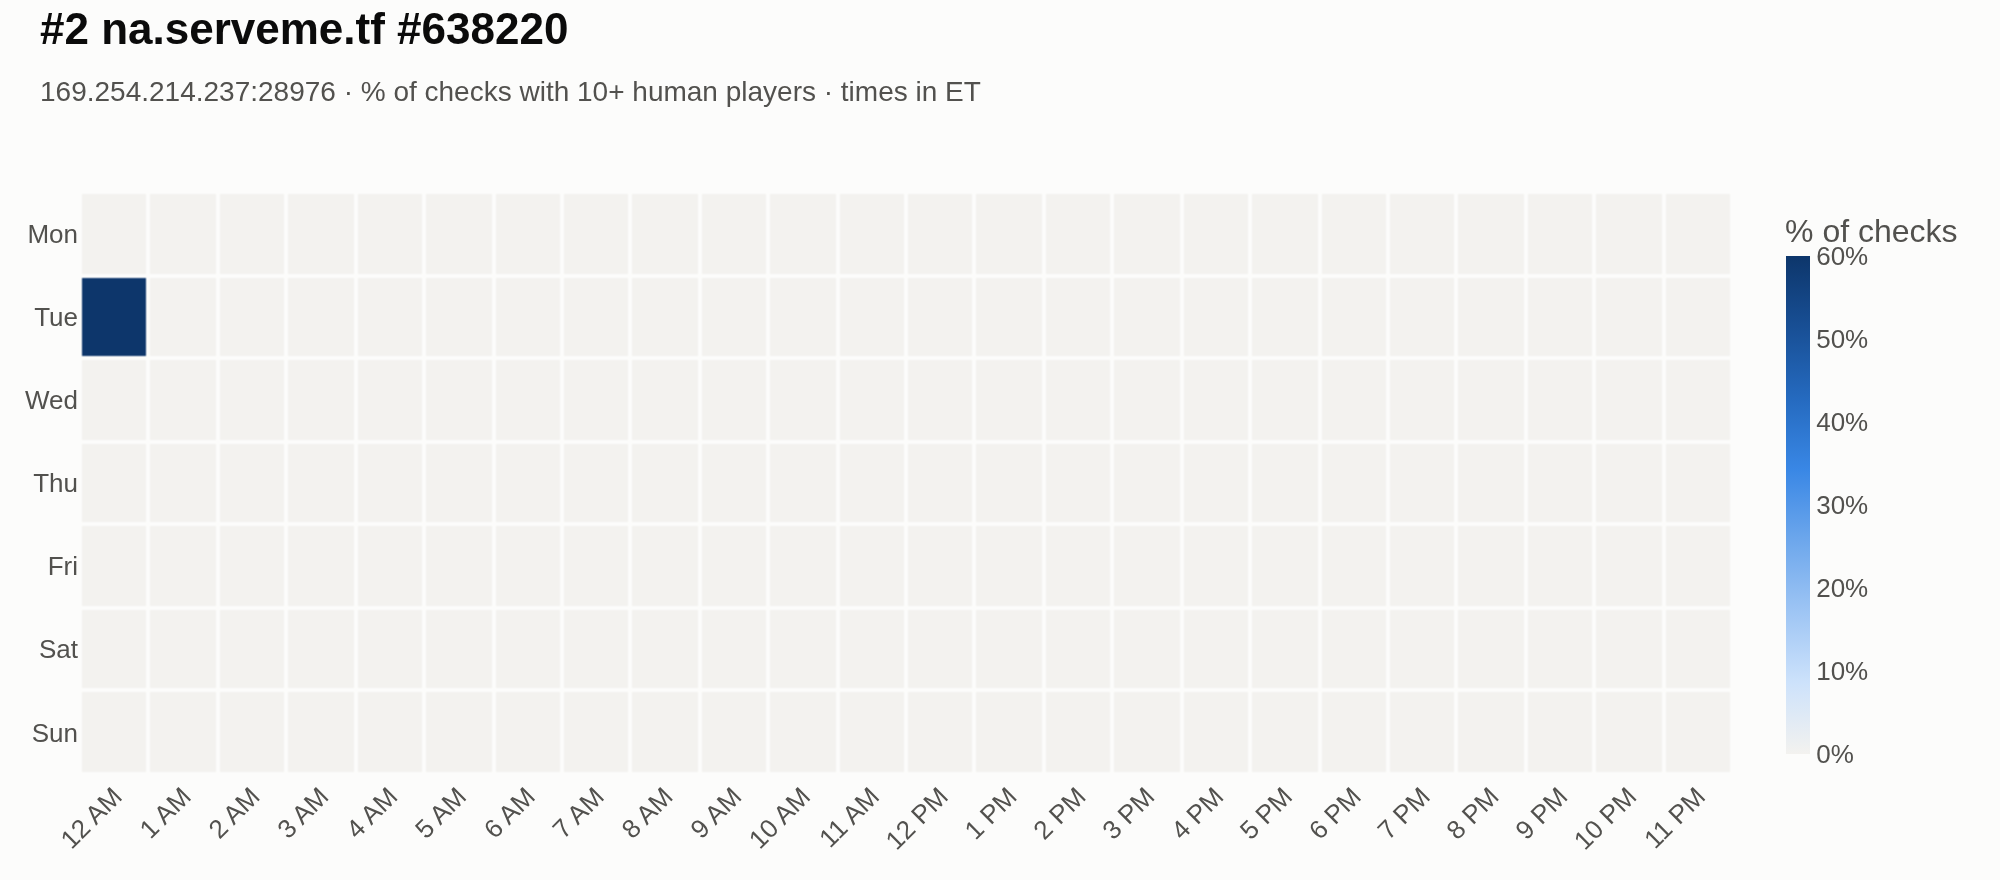 #2 na.serveme.tf #638220
169.254.214.237:28976 · % of checks with 10+ human players · times in ET
% of checks
60%
50%
40%
30%
20%
10%
0%
Mon
Tue
Wed
Thu
Fri
Sat
Sun
12 AM
1 AM
2 AM
3 AM
4 AM
5 AM
6 AM
7 AM
8 AM
9 AM
10 AM
11 AM
12 PM
1 PM
2 PM
3 PM
4 PM
5 PM
6 PM
7 PM
8 PM
9 PM
10 PM
11 PM